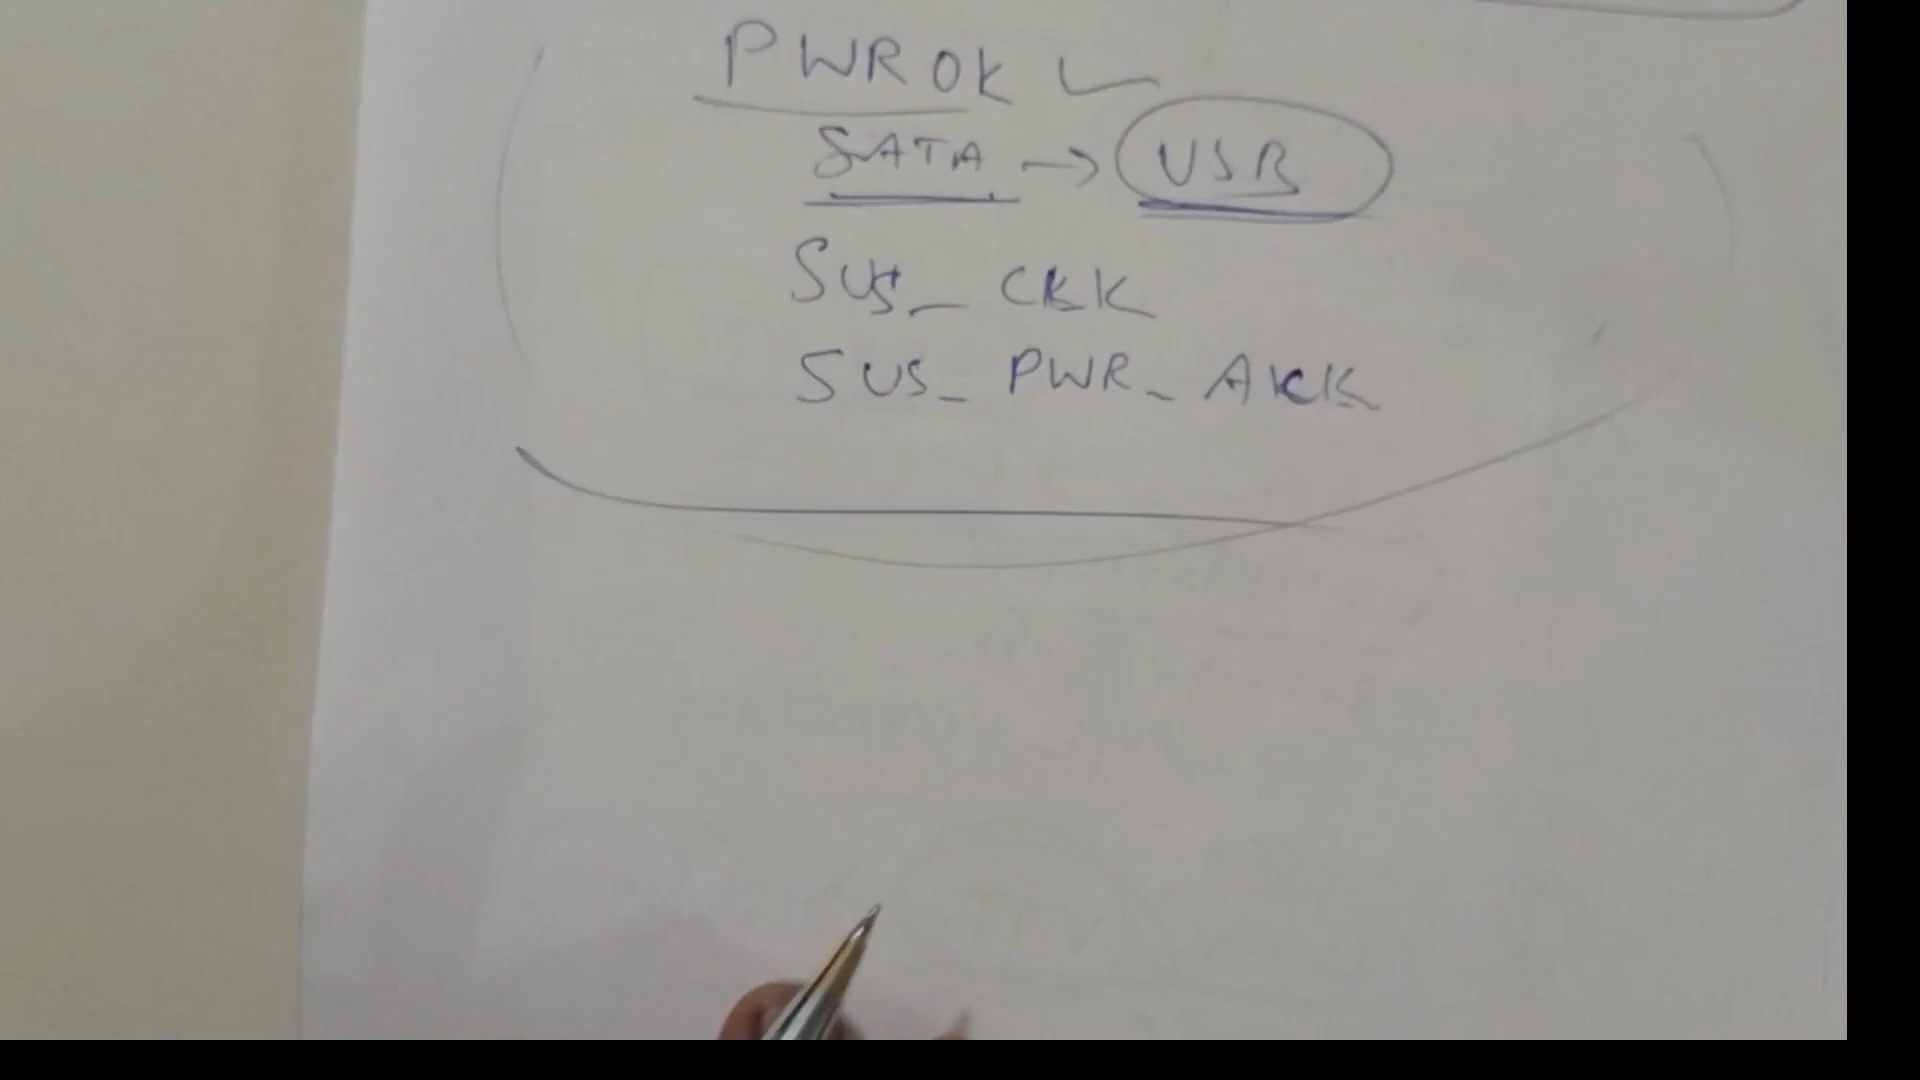 PWROK ✓
SATA → USB
SUS_ CLK
SUS_ PWR_ ACK